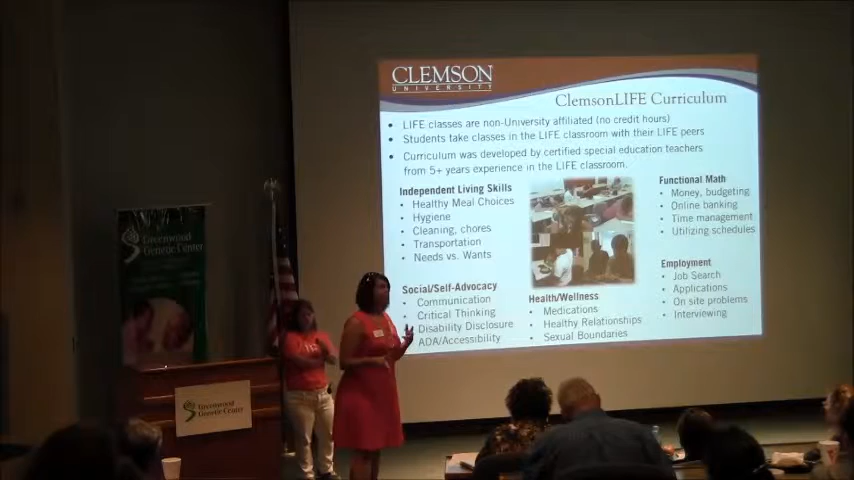 CLEMSON
UNIVERSITY
ClemsonLIFE Curriculum
• LIFE classes are non-University affiliated (no credit hours)
• Students take classes in the LIFE classroom with their LIFE peers
• Curriculum was developed by certified special education teachers
from 5+ years experience in the LIFE classroom.
Independent Living Skills
• Healthy Meal Choices
• Hygiene
• Cleaning, chores
• Transportation
• Needs vs. Wants
Social/Self-Advocacy
• Communication
• Critical Thinking
• Disability Disclosure
• ADA/Accessibility
Health/Wellness
• Medications
• Healthy Relationships
• Sexual Boundaries
Functional Math
• Money, budgeting
• Online banking
• Time management
• Utilizing schedules
Employment
• Job Search
• Applications
• On site problems
• Interviewing
Greenwood
Genetic Center
Greenwood
Genetic Center